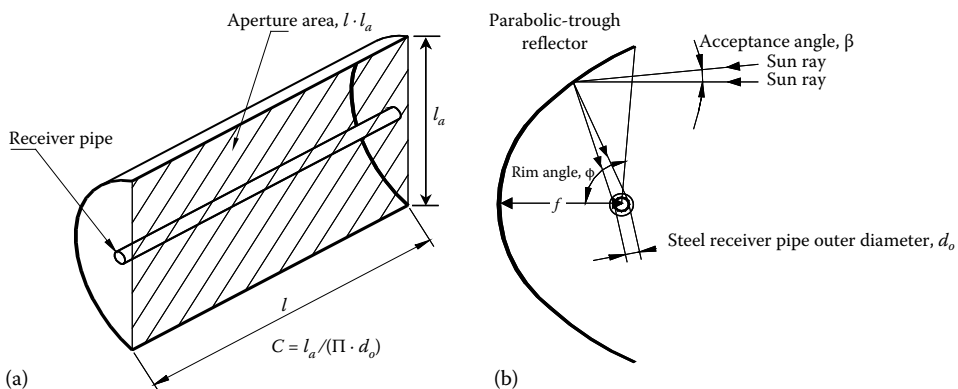 Aperture area, l · lₐ
Receiver pipe
lₐ
l
C = lₐ/(Π · dₒ)
(a)
Parabolic-trough
reflector
Acceptance angle, β
Sun ray
Sun ray
Rim angle, ϕ
f
Steel receiver pipe outer diameter, dₒ
(b)